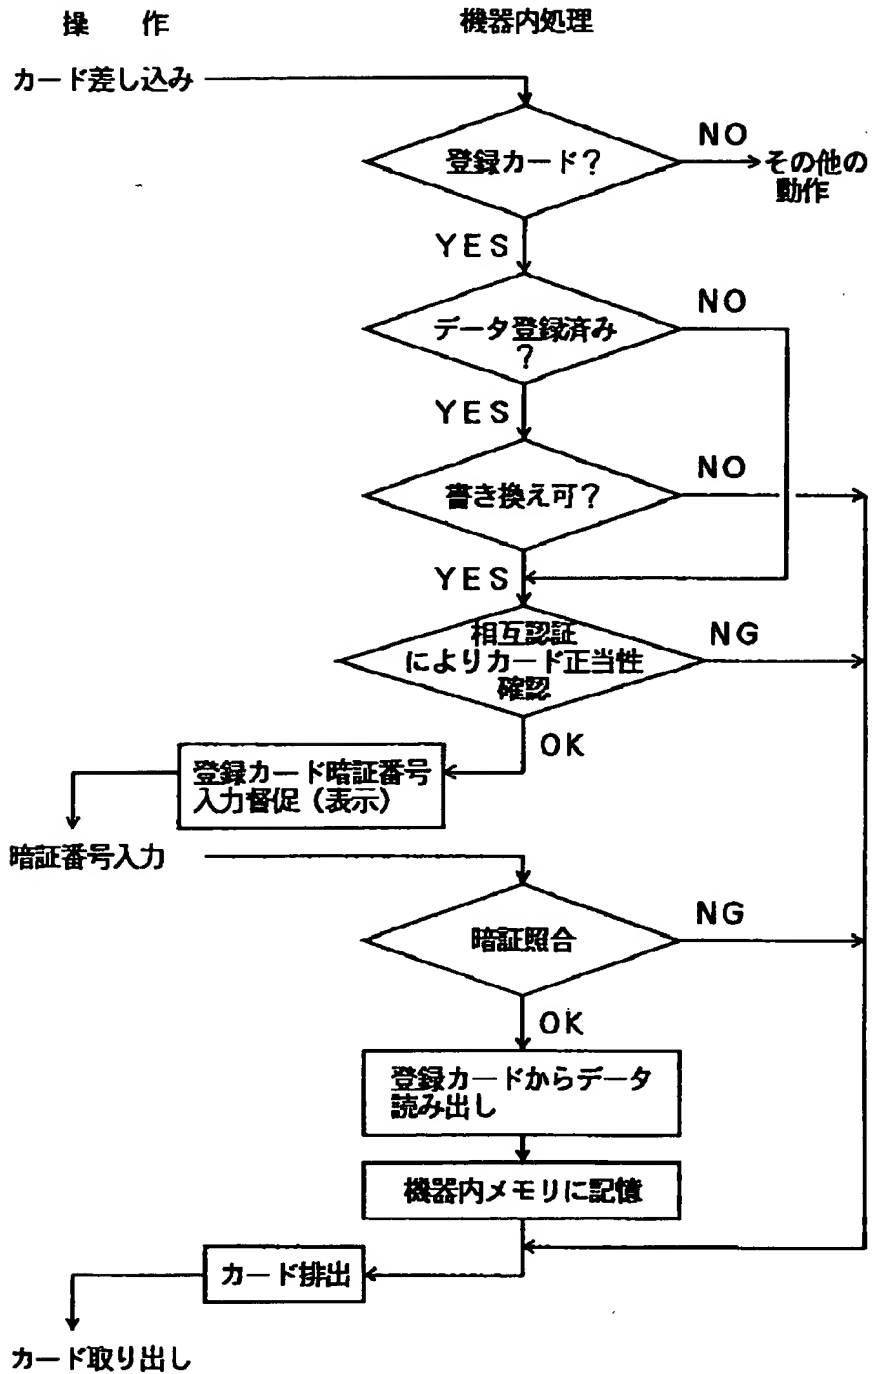 操 作
機器内処理
カード差し込み
登録カード?
NO
その他の
動作
YES
データ登録済み
?
NO
YES
書き換え可?
NO
YES
相互認証
によりカード正当性
確認
NG
OK
登録カード暗証番号
入力督促(表示)
暗証番号入力
暗証照合
NG
OK
登録カードからデータ
読み出し
機器内メモリに記憶
カード排出
カード取り出し